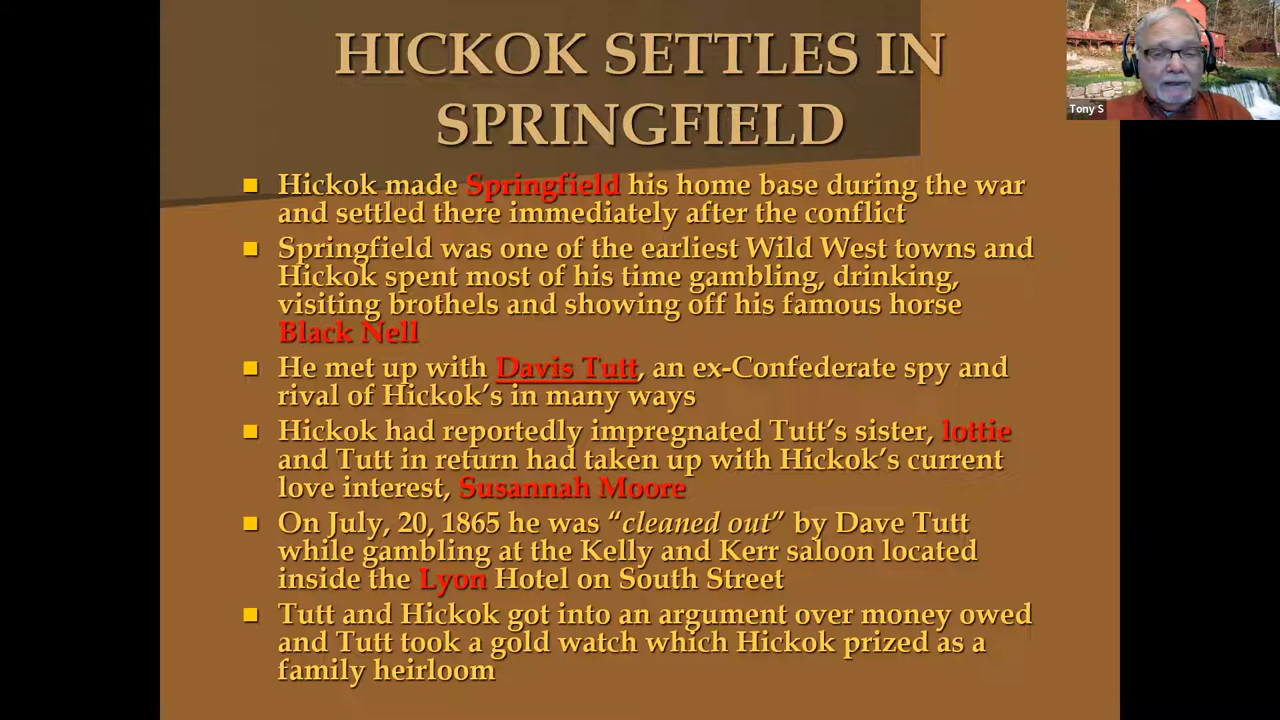 HICKOK SETTLES IN
SPRINGFIELD
Tony S
■ Hickok made Springfield his home base during the war
and settled there immediately after the conflict
■ Springfield was one of the earliest Wild West towns and
Hickok spent most of his time gambling, drinking,
visiting brothels and showing off his famous horse
Black Nell
■ He met up with Davis Tutt, an ex-Confederate spy and
rival of Hickok’s in many ways
■ Hickok had reportedly impregnated Tutt’s sister, lottie
and Tutt in return had taken up with Hickok’s current
love interest, Susannah Moore
■ On July, 20, 1865 he was “cleaned out” by Dave Tutt
while gambling at the Kelly and Kerr saloon located
inside the Lyon Hotel on South Street
■ Tutt and Hickok got into an argument over money owed
and Tutt took a gold watch which Hickok prized as a
family heirloom